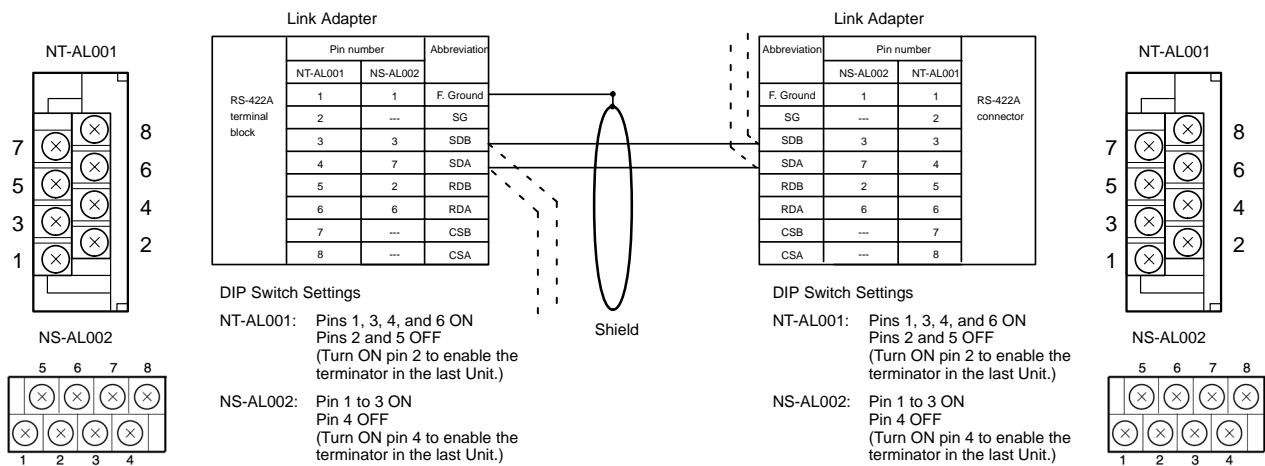 Link Adapter
Link Adapter
NT-AL001
8
7
6
5
4
3
2
1
NS-AL002
5 6 7 8
1 2 3 4
RS-422A
terminal
block
Pin number
Abbreviation
NT-AL001 NS-AL002
1 1 F. Ground
2 --- SG
3 3 SDB
4 7 SDA
5 2 RDB
6 6 RDA
7 --- CSB
8 --- CSA
DIP Switch Settings
NT-AL001: Pins 1, 3, 4, and 6 ON
Pins 2 and 5 OFF
(Turn ON pin 2 to enable the
terminator in the last Unit.)
NS-AL002: Pin 1 to 3 ON
Pin 4 OFF
(Turn ON pin 4 to enable the
terminator in the last Unit.)
Shield
Abbreviation
Pin number
NS-AL002 NT-AL001
F. Ground 1 1
SG --- 2
SDB 3 3
SDA 7 4
RDB 2 5
RDA 6 6
CSB --- 7
CSA --- 8
RS-422A
connector
DIP Switch Settings
NT-AL001: Pins 1, 3, 4, and 6 ON
Pins 2 and 5 OFF
(Turn ON pin 2 to enable the
terminator in the last Unit.)
NS-AL002: Pin 1 to 3 ON
Pin 4 OFF
(Turn ON pin 4 to enable the
terminator in the last Unit.)
NT-AL001
8
7
6
5
4
3
2
1
NS-AL002
5 6 7 8
1 2 3 4